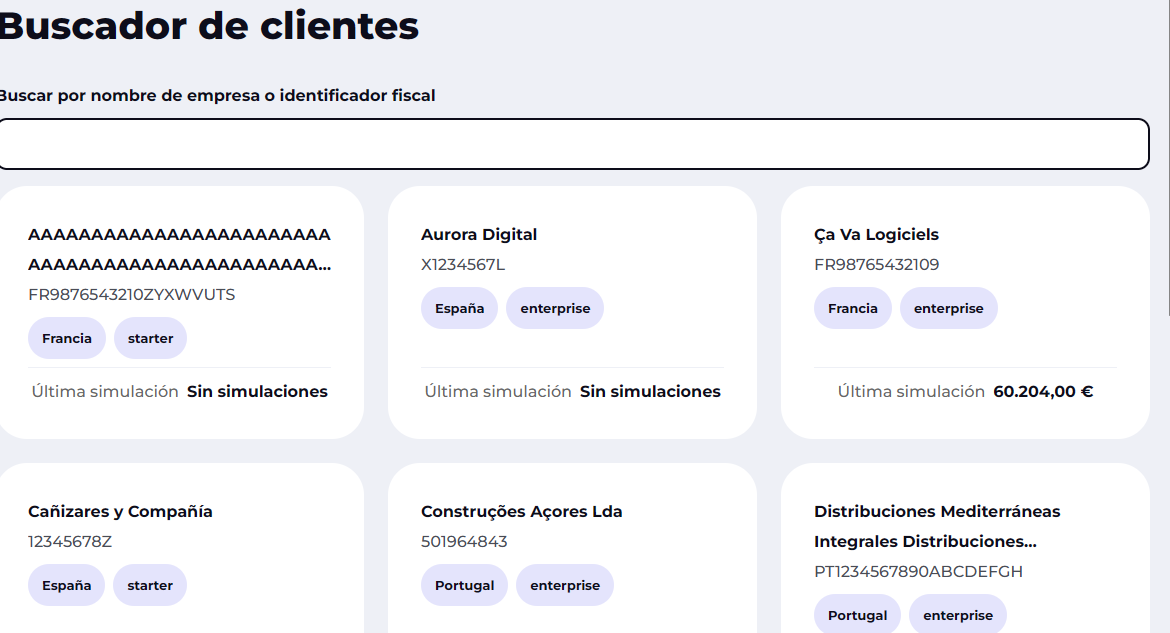 Buscador de clientes
Buscar por nombre de empresa o identificador fiscal
AAAAAAAAAAAAAAAAAAAAAAAA
AAAAAAAAAAAAAAAAAAAAAAA...
FR9876543210ZYXWVUTS
Francia starter
Última simulación Sin simulaciones
Aurora Digital
X1234567L
España enterprise
Última simulación Sin simulaciones
Ça Va Logiciels
FR98765432109
Francia enterprise
Última simulación 60.204,00 €
Cañizares y Compañía
12345678Z
España starter
Construções Açores Lda
501964843
Portugal enterprise
Distribuciones Mediterráneas
Integrales Distribuciones...
PT1234567890ABCDEFGH
Portugal enterprise